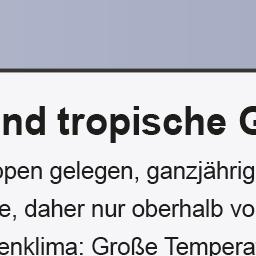 nd tropische G
open gelegen, ganzjährig
e, daher nur oberhalb vo
enklima: Große Tempera